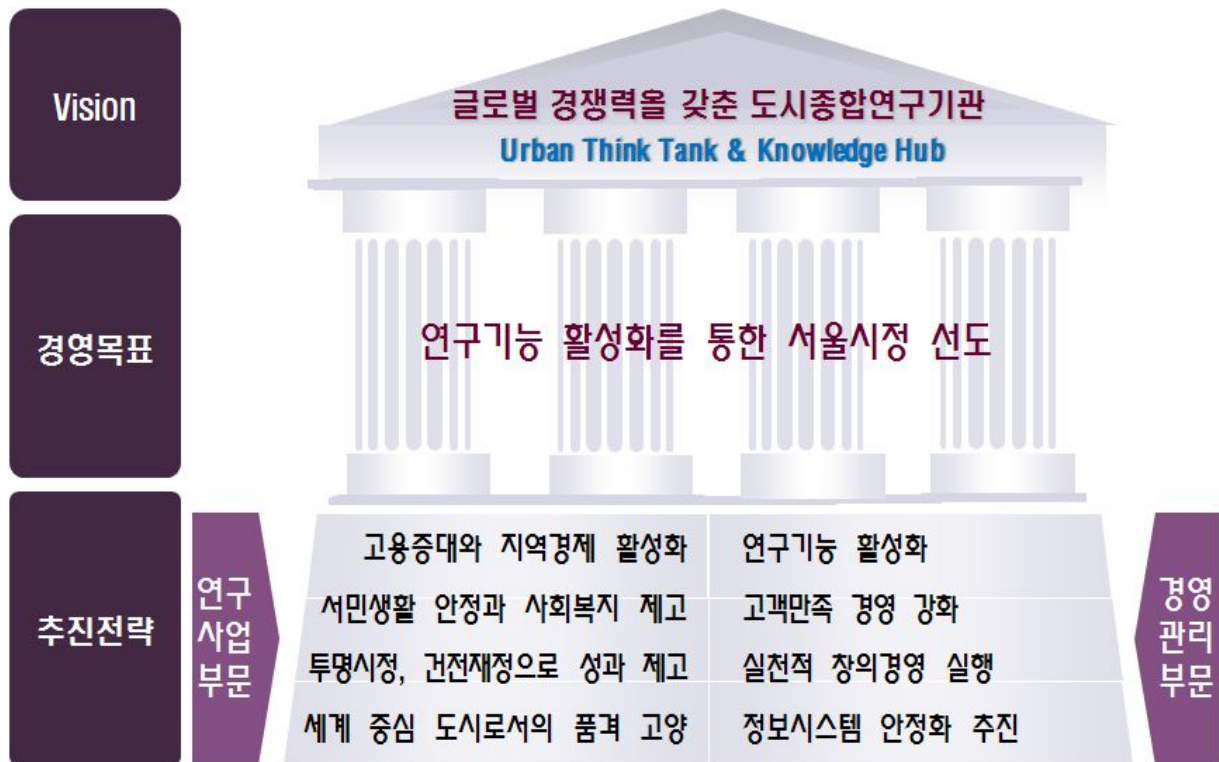 Vision
글로벌 경쟁력을 갖춘 도시종합연구기관
Urban Think Tank & Knowledge Hub
경영목표
연구기능 활성화를 통한 서울시정 선도
추진전략
연구
사업
부문
고용증대와 지역경제 활성화
서민생활 안정과 사회복지 제고
투명시정, 건전재정으로 성과 제고
세계 중심 도시로서의 품격 고양
연구기능 활성화
고객만족 경영 강화
실천적 창의경영 실행
정보시스템 안정화 추진
경영
관리
부문